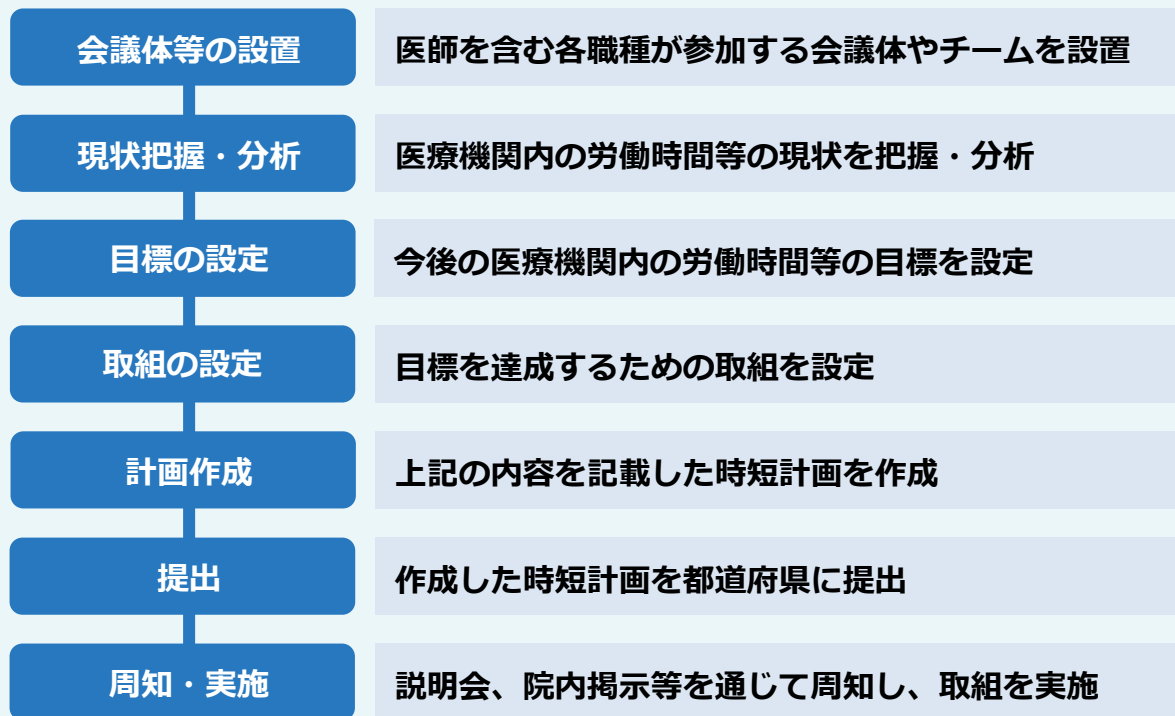 会議体等の設置
医師を含む各職種が参加する会議体やチームを設置
現状把握・分析
医療機関内の労働時間等の現状を把握・分析
目標の設定
今後の医療機関内の労働時間等の目標を設定
取組の設定
目標を達成するための取組を設定
計画作成
上記の内容を記載した時短計画を作成
提出
作成した時短計画を都道府県に提出
周知・実施
説明会、院内掲示等を通じて周知し、取組を実施